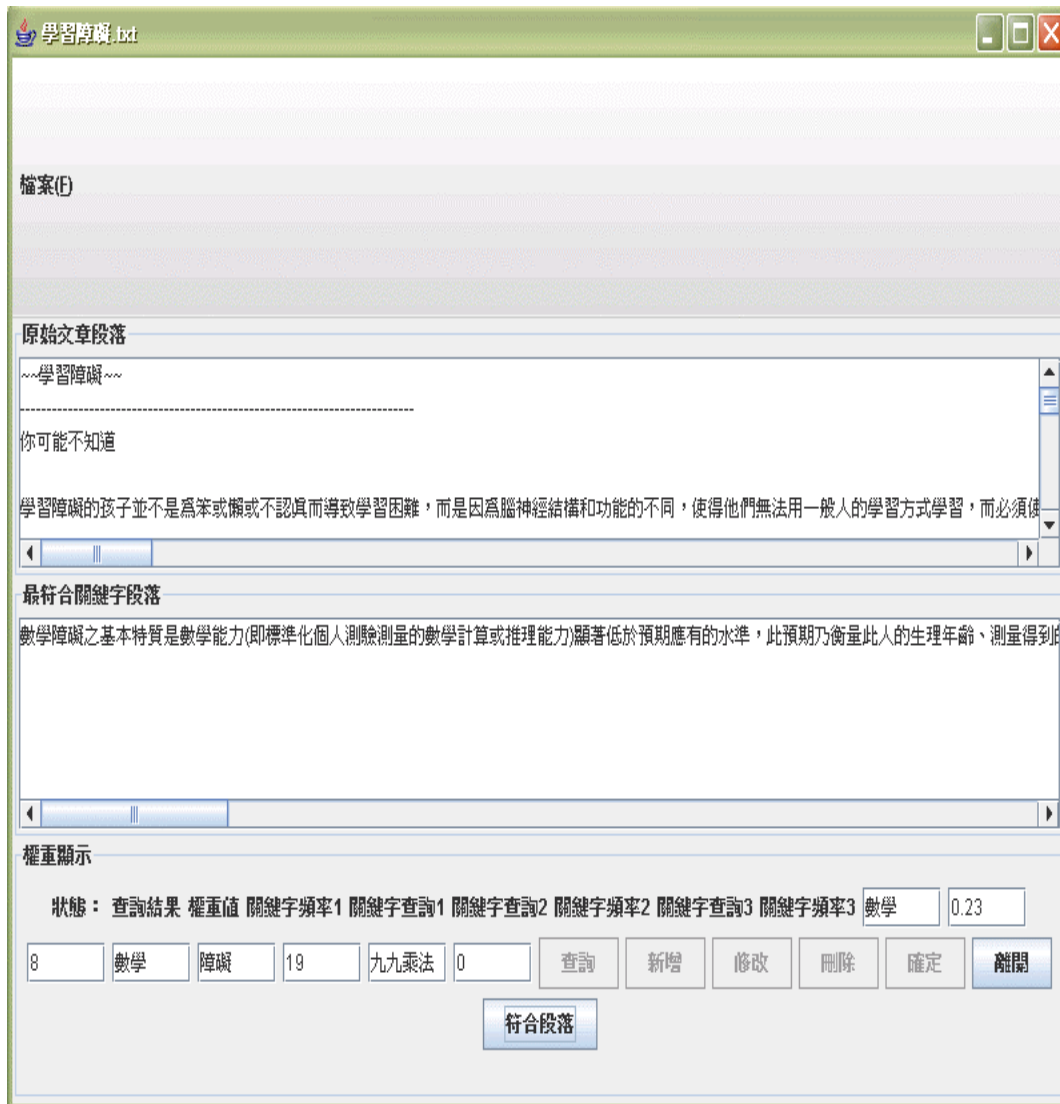 學習障礙.txt
檔案(F)
原始文章段落
~~學習障礙~~
--------------------------------------------------------------------------
你可能不知道
學習障礙的孩子並不是爲笨或懶或不認真而導致學習困難，而是因爲腦神經結構和功能的不同，使得他們無法用一般人的學習方式學習，而必須使
最符合關鍵字段落
數學障礙之基本特質是數學能力(即標準化個人測驗測量的數學計算或推理能力)顯著低於預期應有的水準，此預期乃衡量此人的生理年齡、測量得到的
權重顯示
狀態： 查詢結果 權重值 關鍵字頻率1 關鍵字查詢1 關鍵字查詢2 關鍵字頻率2 關鍵字查詢3 關鍵字頻率3 數學 0.23
8 數學 障礙 19 九九乘法 0 查詢 新增 修改 刪除 確定 離開
符合段落